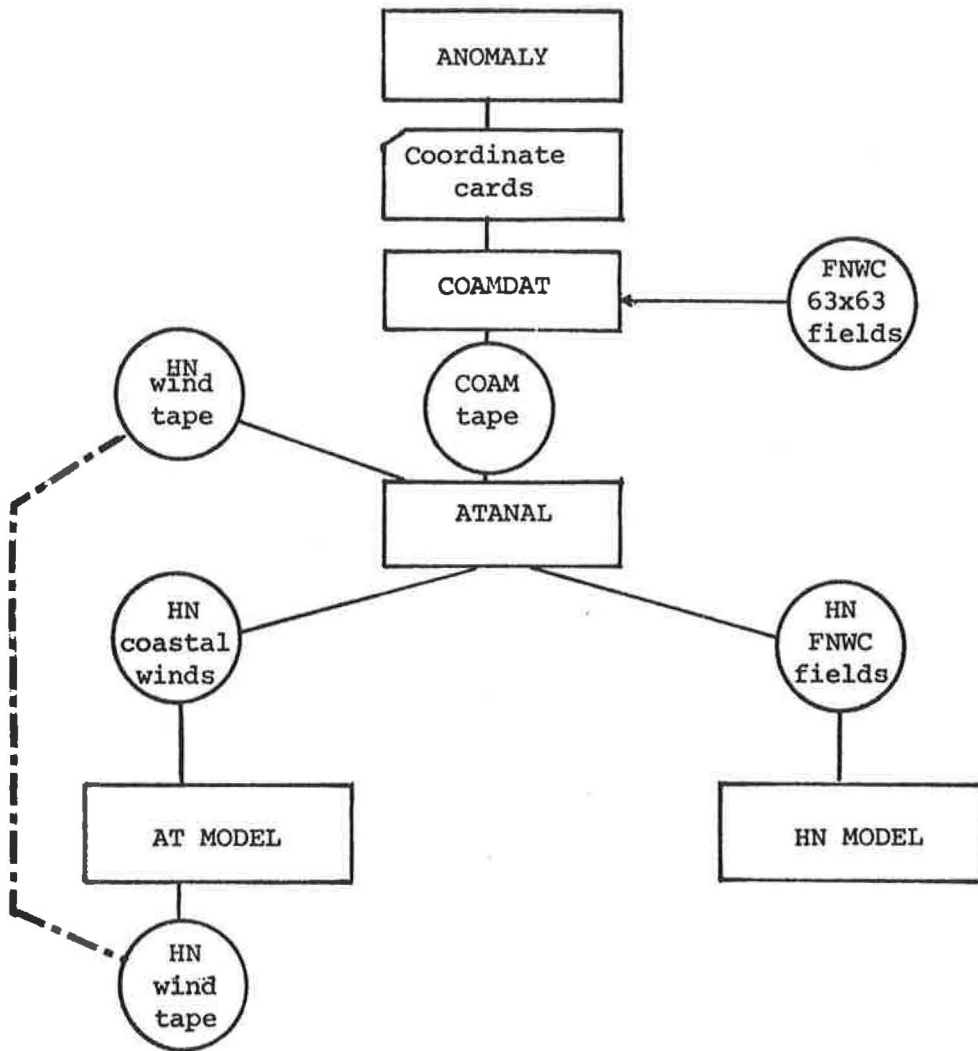 ANOMALY
Coordinate
cards
COAMDAT
FNWC
63x63
fields
HN
wind
tape
COAM
tape
ATANAL
HN
coastal
winds
HN
FNWC
fields
AT MODEL
HN MODEL
HN
wind
tape